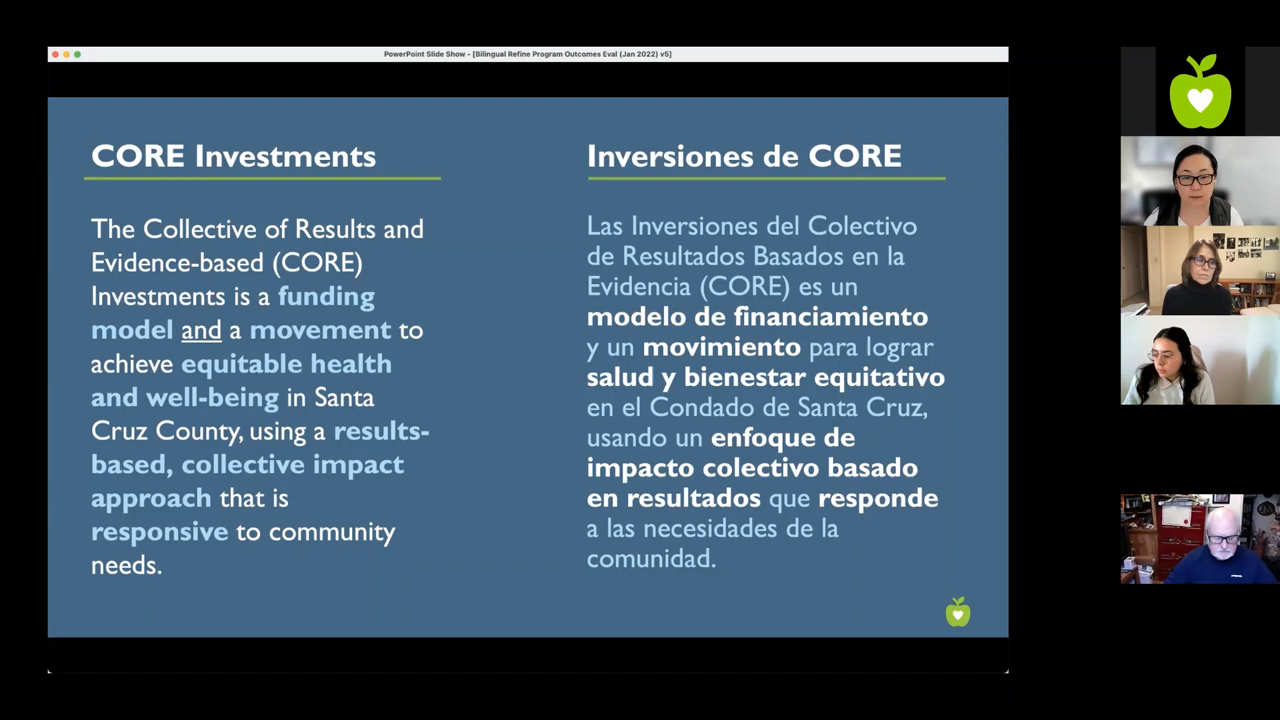 PowerPoint Slide Show - [Bilingual Refine Program Outcomes Eval (Jan 2022) v5]
CORE Investments
The Collective of Results and
Evidence-based (CORE)
Investments is a funding
model and a movement to
achieve equitable health
and well-being in Santa
Cruz County, using a results-
based, collective impact
approach that is
responsive to community
needs.
Inversiones de CORE
Las Inversiones del Colectivo
de Resultados Basados en la
Evidencia (CORE) es un
modelo de financiamiento
y un movimiento para lograr
salud y bienestar equitativo
en el Condado de Santa Cruz,
usando un enfoque de
impacto colectivo basado
en resultados que responde
a las necesidades de la
comunidad.